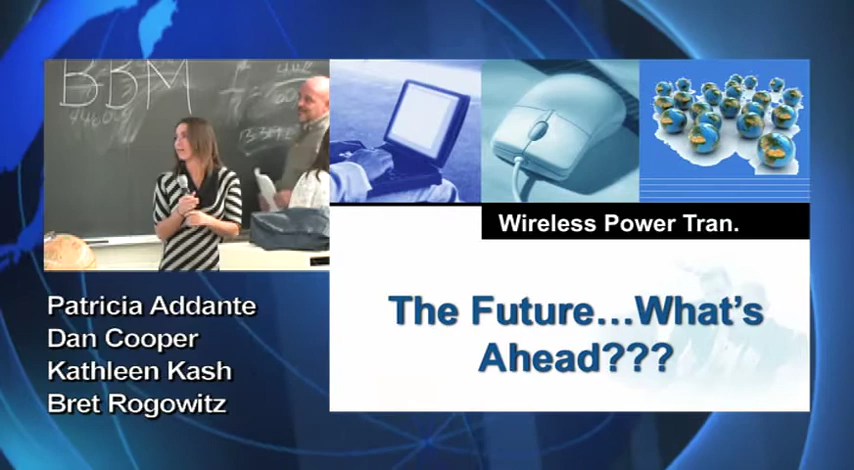 BBM
Wireless Power Tran.
The Future...What's
Ahead???
Patricia Addante
Dan Cooper
Kathleen Kash
Bret Rogowitz